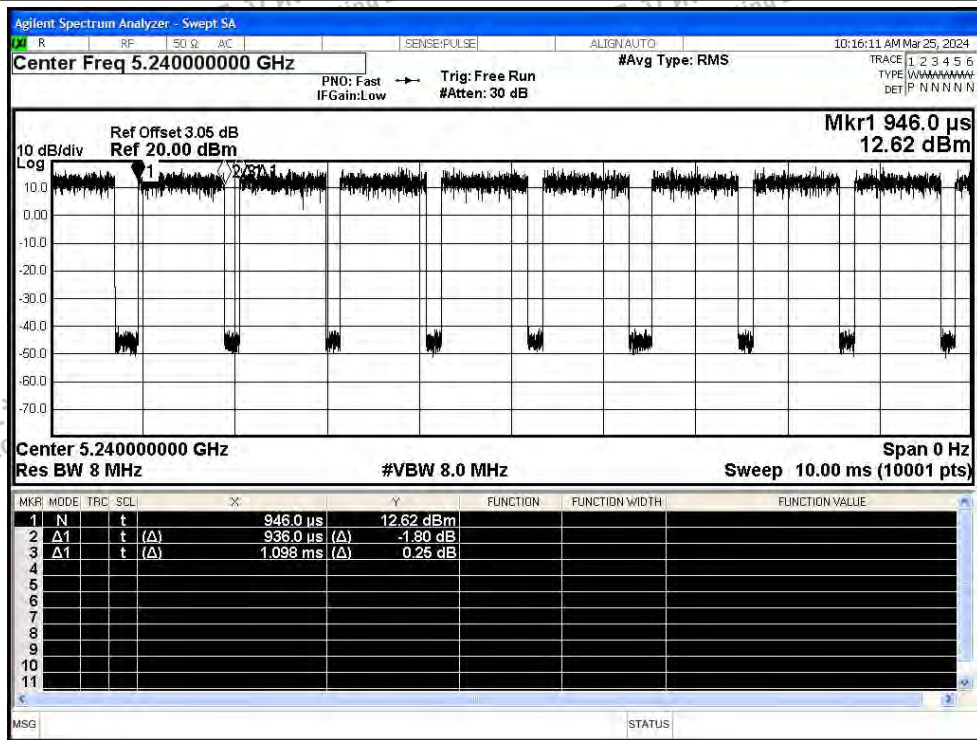 Agilent Spectrum Analyzer - Swept SA
R RF 50 Ω AC SENSE:PULSE ALIGN AUTO 10:16:11 AM Mar 25, 2024
Center Freq 5.240000000 GHz
#Avg Type: RMS
TRACE 1 2 3 4 5 6
PNO: Fast Trig: Free Run
TYPE
IFGain:Low #Atten: 30 dB
DET P N N N N N
Mkr1 946.0 µs
Ref Offset 3.05 dB
12.62 dBm
10 dB/div Ref 20.00 dBm
Log
1
10.0
0.00
-10.0
-20.0
-30.0
-40.0
-50.0
-60.0
-70.0
Center 5.240000000 GHz Span 0 Hz
Res BW 8 MHz #VBW 8.0 MHz Sweep 10.00 ms (10001 pts)
MKR MODE TRC SCL X Y FUNCTION FUNCTION WIDTH FUNCTION VALUE
1 N t 946.0 µs 12.62 dBm
2 Δ1 t (Δ) 936.0 µs (Δ) -1.80 dB
3 Δ1 t (Δ) 1.098 ms (Δ) 0.25 dB
4
5
6
7
8
9
10
11
MSG STATUS